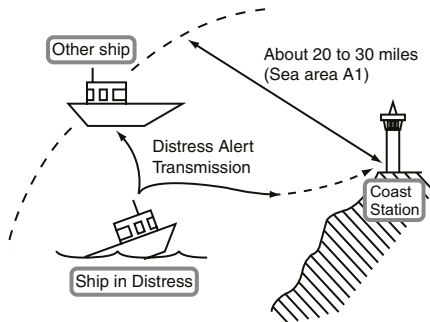 Other ship
About 20 to 30 miles
(Sea area A1)
Distress Alert
Transmission
Coast
Station
Ship in Distress